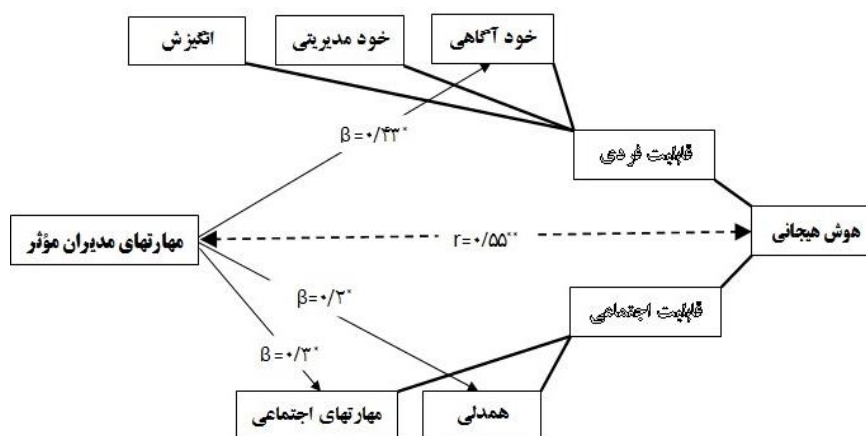 خود آگاهی
خود مدیریتی
انگیزش
β=۰/۴۳*
قابلیت فردی
هوش هیجانی
r=۰/۵۵**
مهارتهای مدیران مؤثر
قابلیت اجتماعی
β=۰/۲*
β=۰/۳*
همدلی
مهارتهای اجتماعی